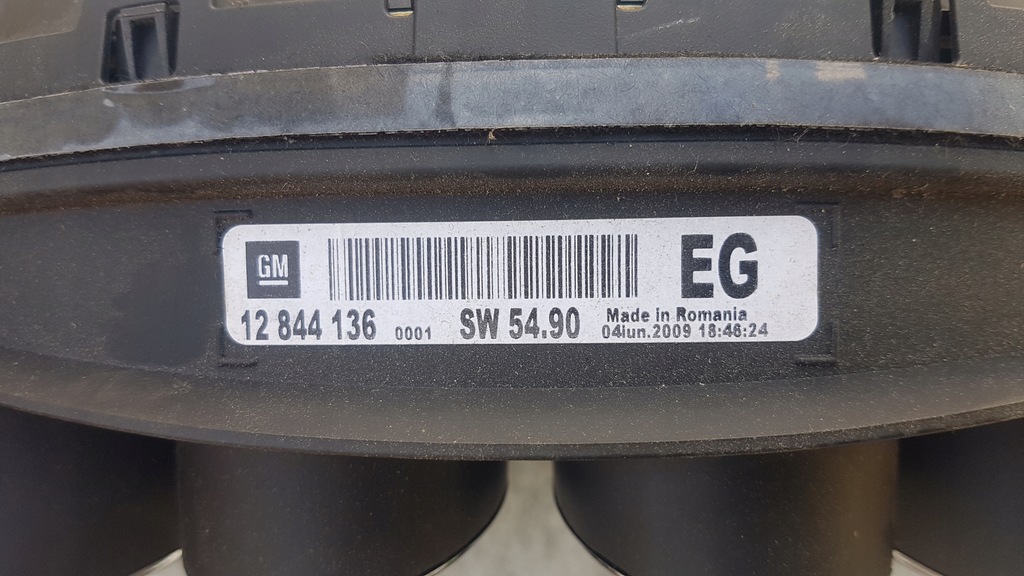 GM
EG
12 844 136 0001 SW 54.90
Made in Romania
04iun.2009 18:46:24